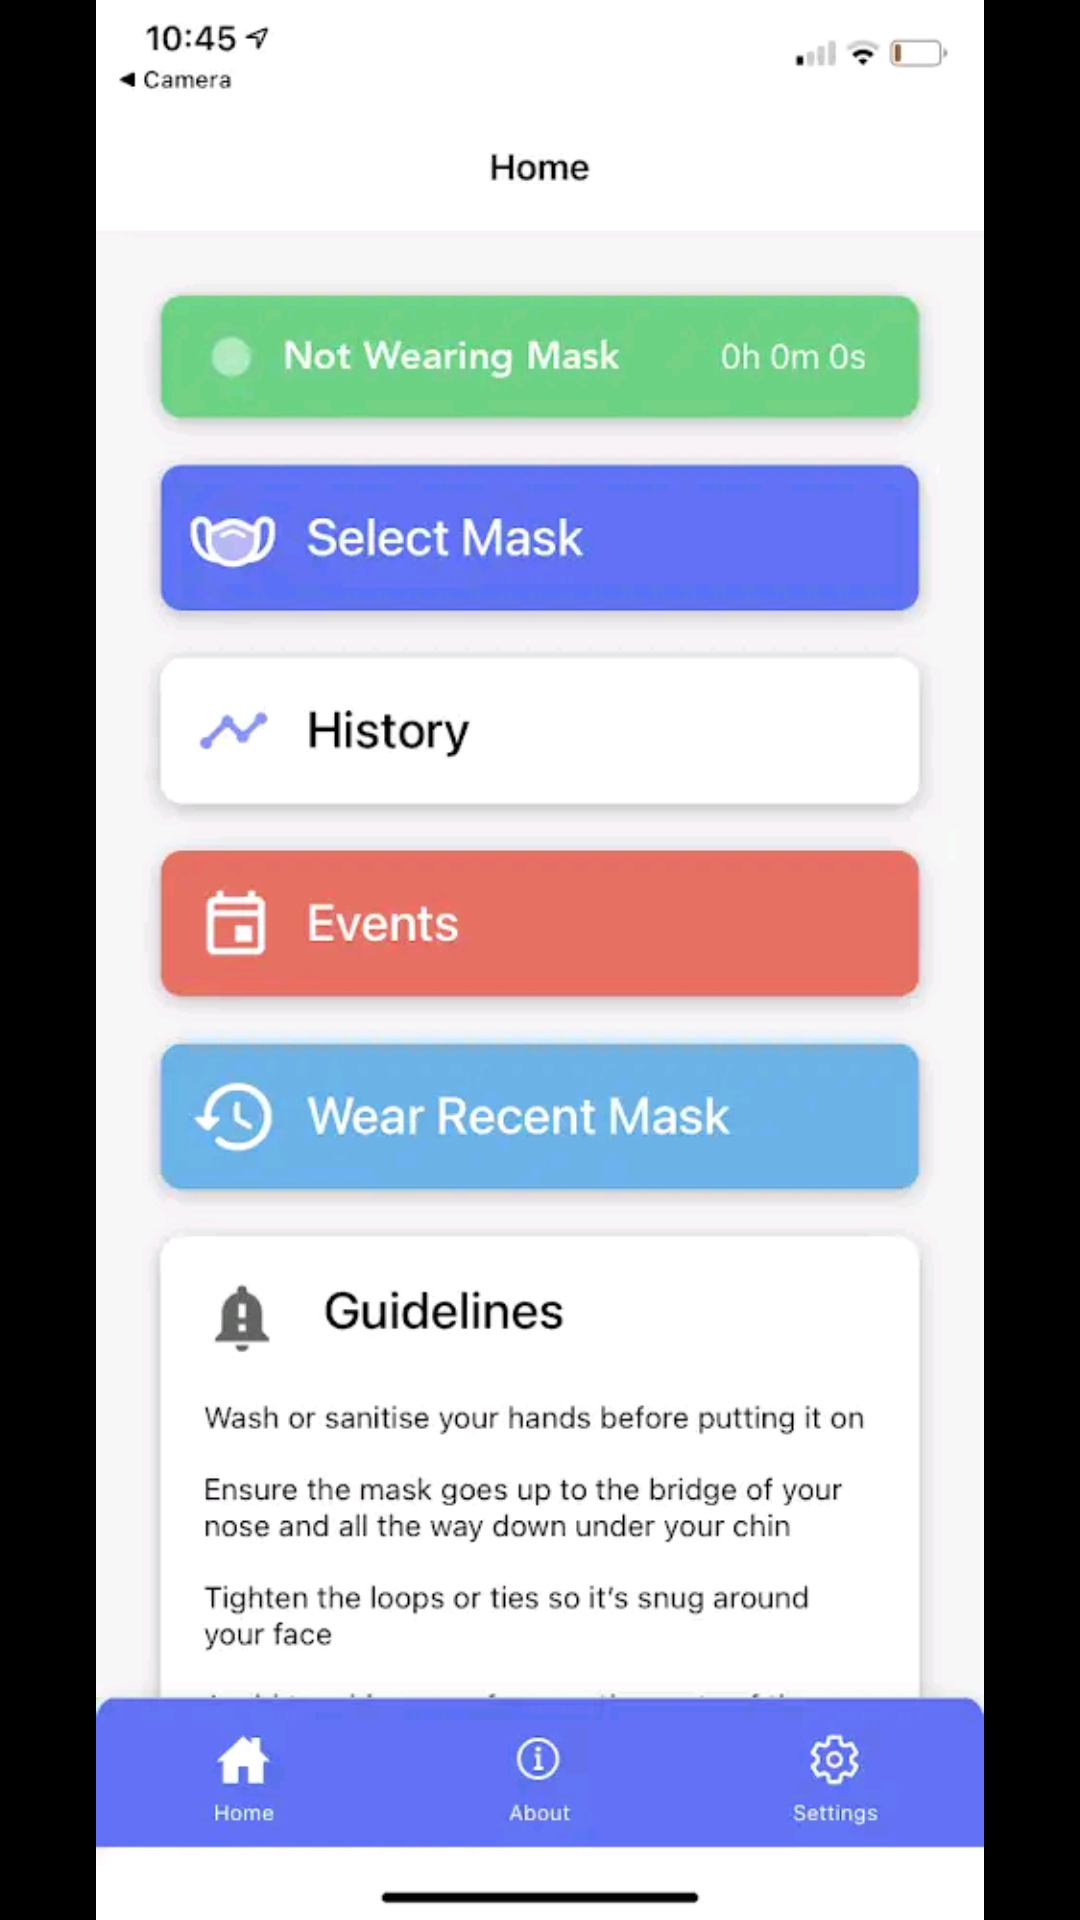 10:45
◀ Camera
Home
Not Wearing Mask 0h 0m 0s
Select Mask
History
Events
Wear Recent Mask
Guidelines
Wash or sanitise your hands before putting it on
Ensure the mask goes up to the bridge of your
nose and all the way down under your chin
Tighten the loops or ties so it's snug around
your face
Home About Settings